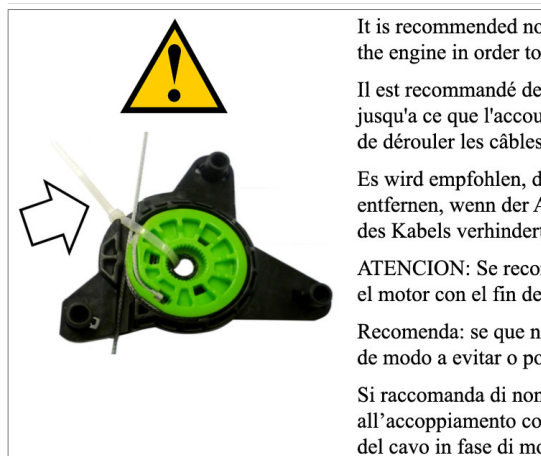 It is recommended no
the engine in order to
Il est recommandé de
jusqu'a ce que l'accou
de dérouler les câbles
Es wird empfohlen, d
entfernen, wenn der A
des Kabels verhindert
ATENCION: Se reco
el motor con el fin de
Recomenda: se que n
de modo a evitar o po
Si raccomanda di non
all’accoppiamento co
del cavo in fase di mo